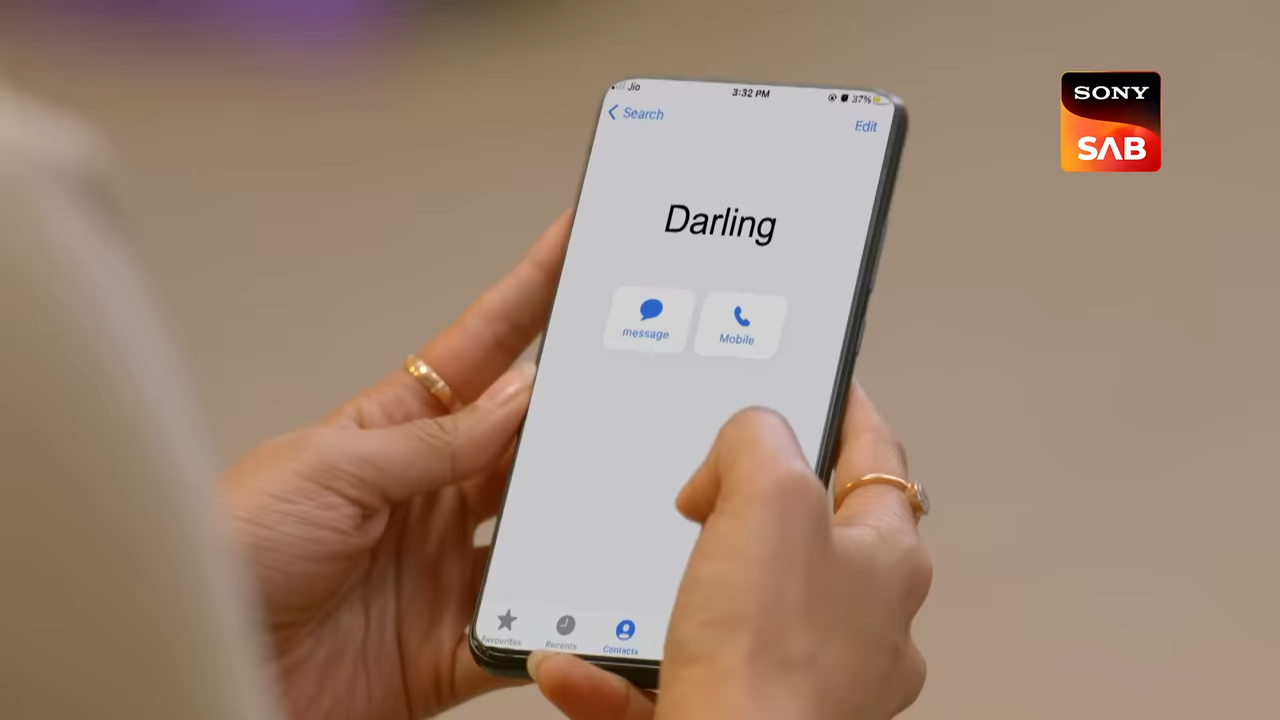 Jio
3:32 PM
37%
Search
Edit
Darling
message
Mobile
Favourites
Recents
Contacts
SONY
SAB